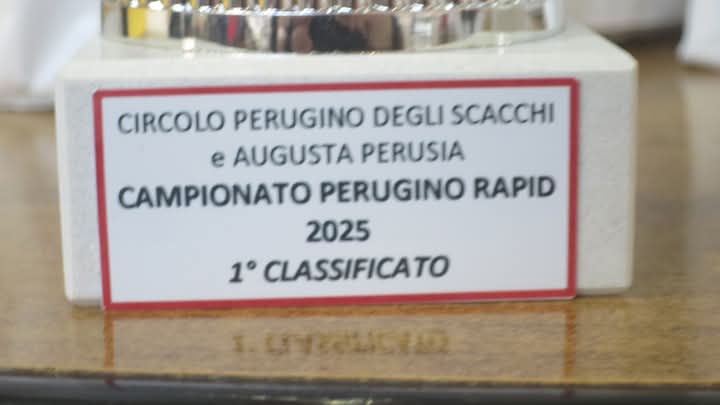 CIRCOLO PERUGINO DEGLI SCACCHI
e AUGUSTA PERUSIA
CAMPIONATO PERUGINO RAPID
2025
1° CLASSIFICATO